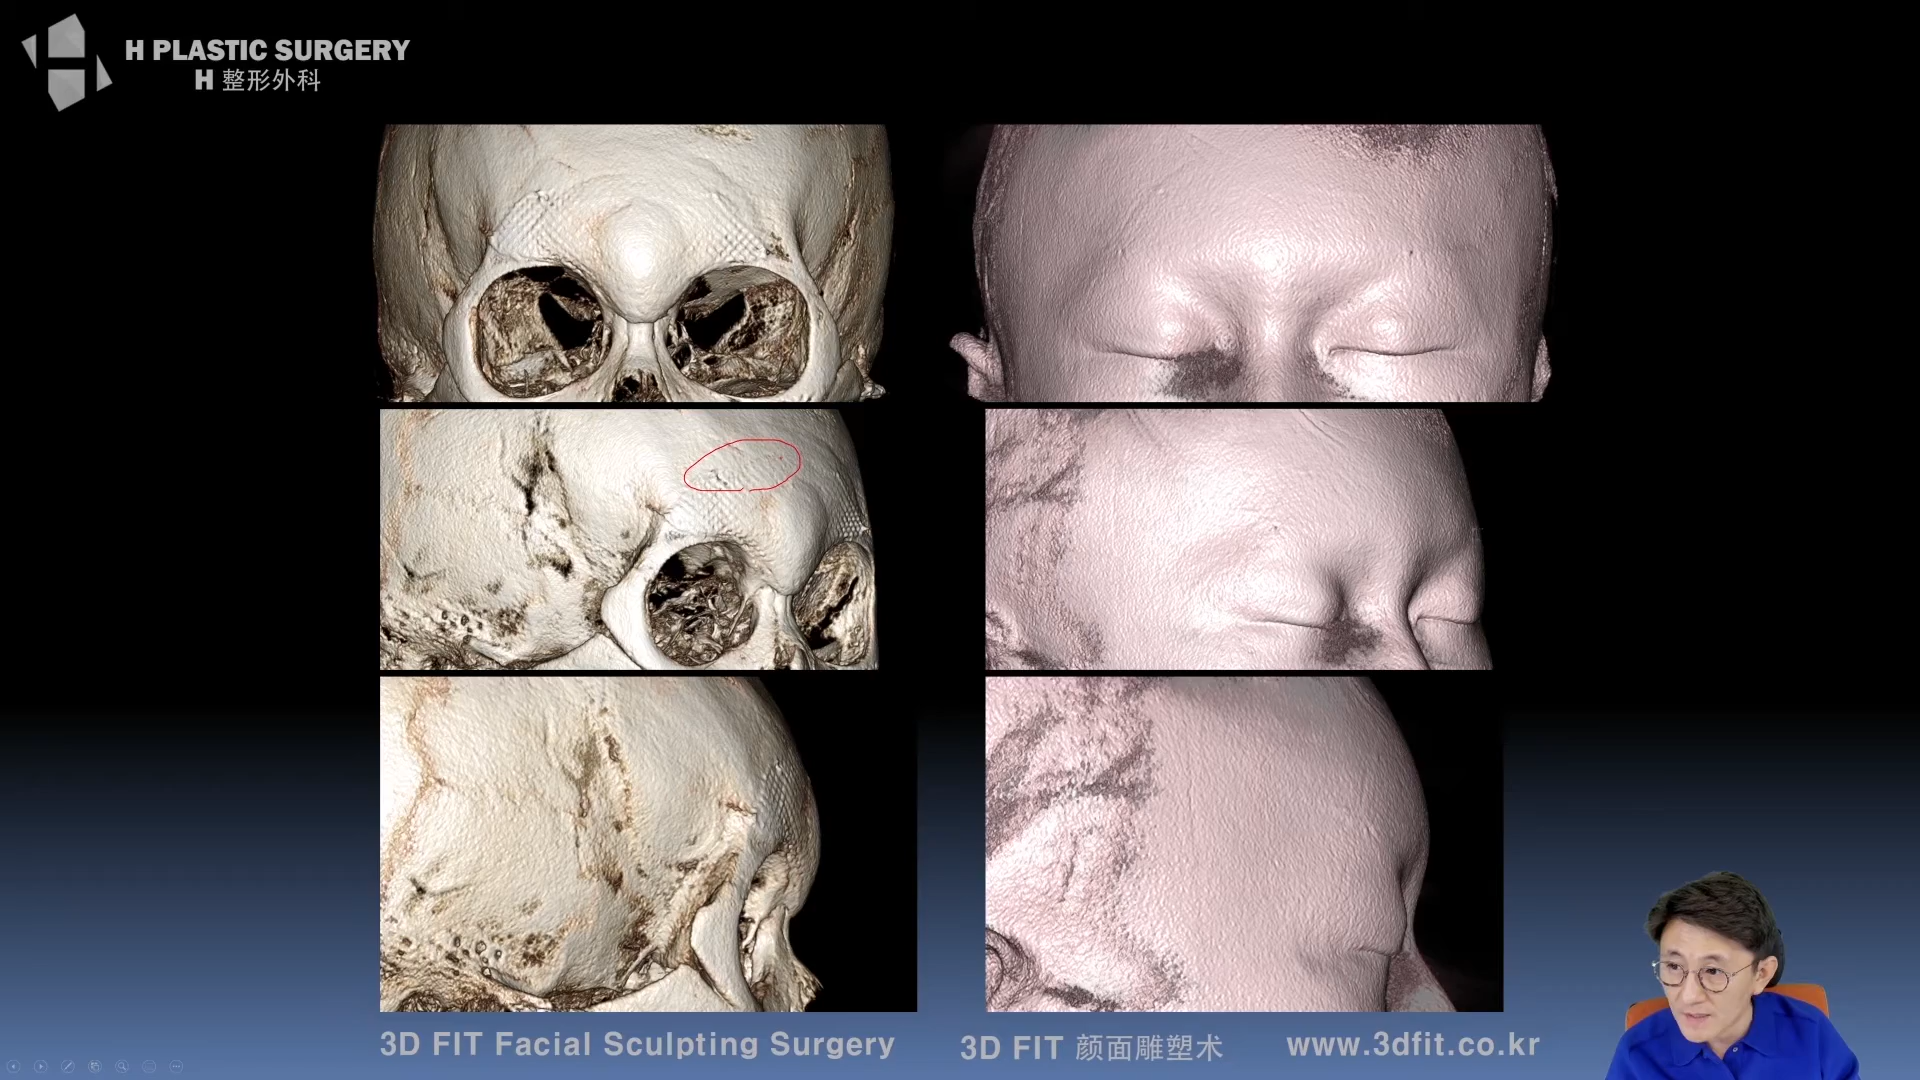 H PLASTIC SURGERY
H 整形外科
3D FIT Facial Sculpting Surgery
3D FIT 颜面雕塑术
www.3dfit.co.kr